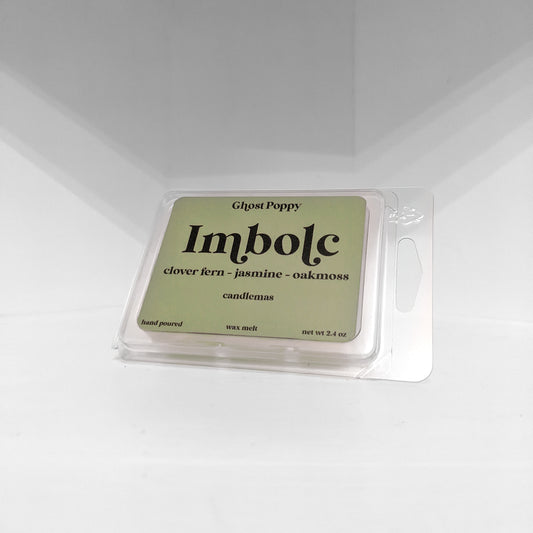 Ghost Poppy
Imbolc
clover fern - jasmine - oakmoss
candlemas
hand poured wax melt net wt 2.4 oz